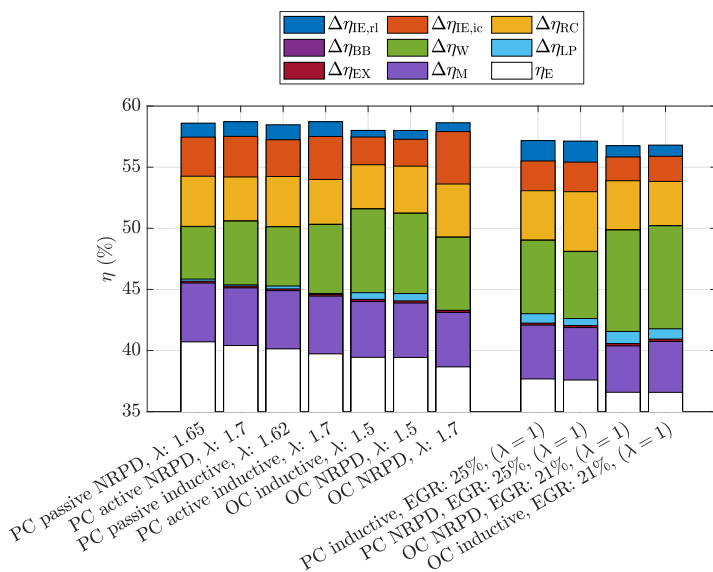 Δη_IE,rl Δη_IE,ic Δη_RC
Δη_BB Δη_W Δη_LP
Δη_EX Δη_M η_E
60
55
50
45
40
35
η (%)
PC passive NRPD, λ: 1.65
PC active NRPD, λ: 1.7
PC passive inductive, λ: 1.62
PC active inductive, λ: 1.7
OC inductive, λ: 1.5
OC NRPD, λ: 1.5
OC NRPD, λ: 1.7
PC inductive, EGR: 25%, (λ = 1)
PC NRPD, EGR: 25%, (λ = 1)
OC NRPD, EGR: 21%, (λ = 1)
OC inductive, EGR: 21%, (λ = 1)